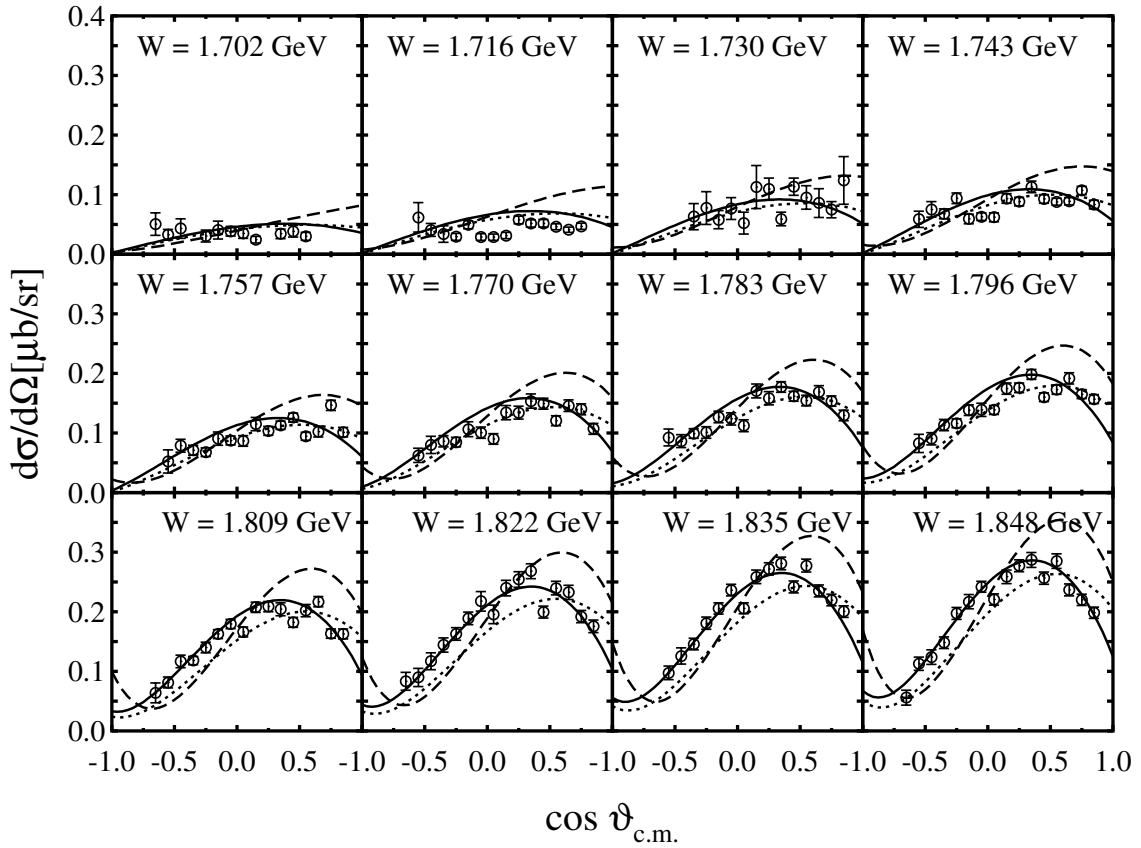 0.4
W = 1.702 GeV W = 1.716 GeV W = 1.730 GeV W = 1.743 GeV
0.3
0.2
0.1
0.0
W = 1.757 GeV W = 1.770 GeV W = 1.783 GeV W = 1.796 GeV
0.3
0.2
0.1
0.0
W = 1.809 GeV W = 1.822 GeV W = 1.835 GeV W = 1.848 GeV
0.3
0.2
0.1
0.0
dσ/dΩ[μb/sr]
-1.0 -0.5 0.0 0.5 -1.0 -0.5 0.0 0.5 -1.0 -0.5 0.0 0.5 -1.0 -0.5 0.0 0.5 1.0
cos ϑc.m.